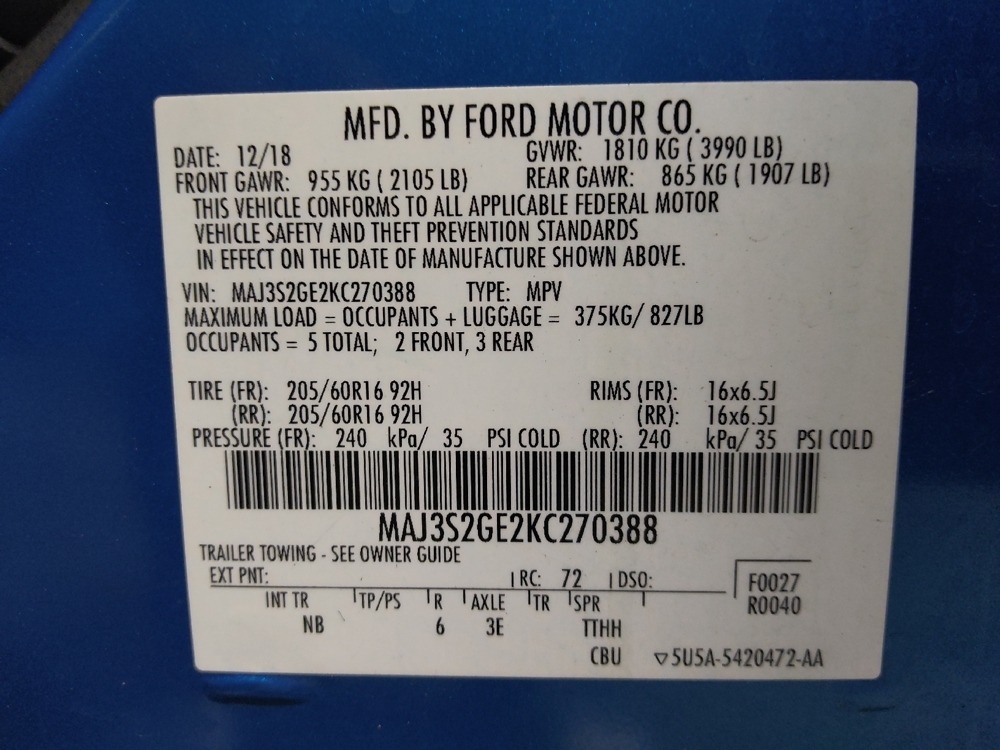 MFD. BY FORD MOTOR CO.
DATE: 12/18 GVWR: 1810 KG ( 3990 LB)
FRONT GAWR: 955 KG ( 2105 LB) REAR GAWR: 865 KG ( 1907 LB)
THIS VEHICLE CONFORMS TO ALL APPLICABLE FEDERAL MOTOR
VEHICLE SAFETY AND THEFT PREVENTION STANDARDS
IN EFFECT ON THE DATE OF MANUFACTURE SHOWN ABOVE.
VIN: MAJ3S2GE2KC270388 TYPE: MPV
MAXIMUM LOAD = OCCUPANTS + LUGGAGE = 375KG/ 827LB
OCCUPANTS = 5 TOTAL; 2 FRONT, 3 REAR
TIRE (FR): 205/60R16 92H RIMS (FR): 16x6.5J
(RR): 205/60R16 92H (RR): 16x6.5J
PRESSURE (FR): 240 kPa/ 35 PSI COLD (RR): 240 kPa/ 35 PSI COLD
MAJ3S2GE2KC270388
TRAILER TOWING - SEE OWNER GUIDE
EXT PNT: RC: 72 DSO: F0027
INT TR TP/PS R AXLE TR SPR R0040
NB 6 3E TTHH
CBU ▽5U5A-5420472-AA